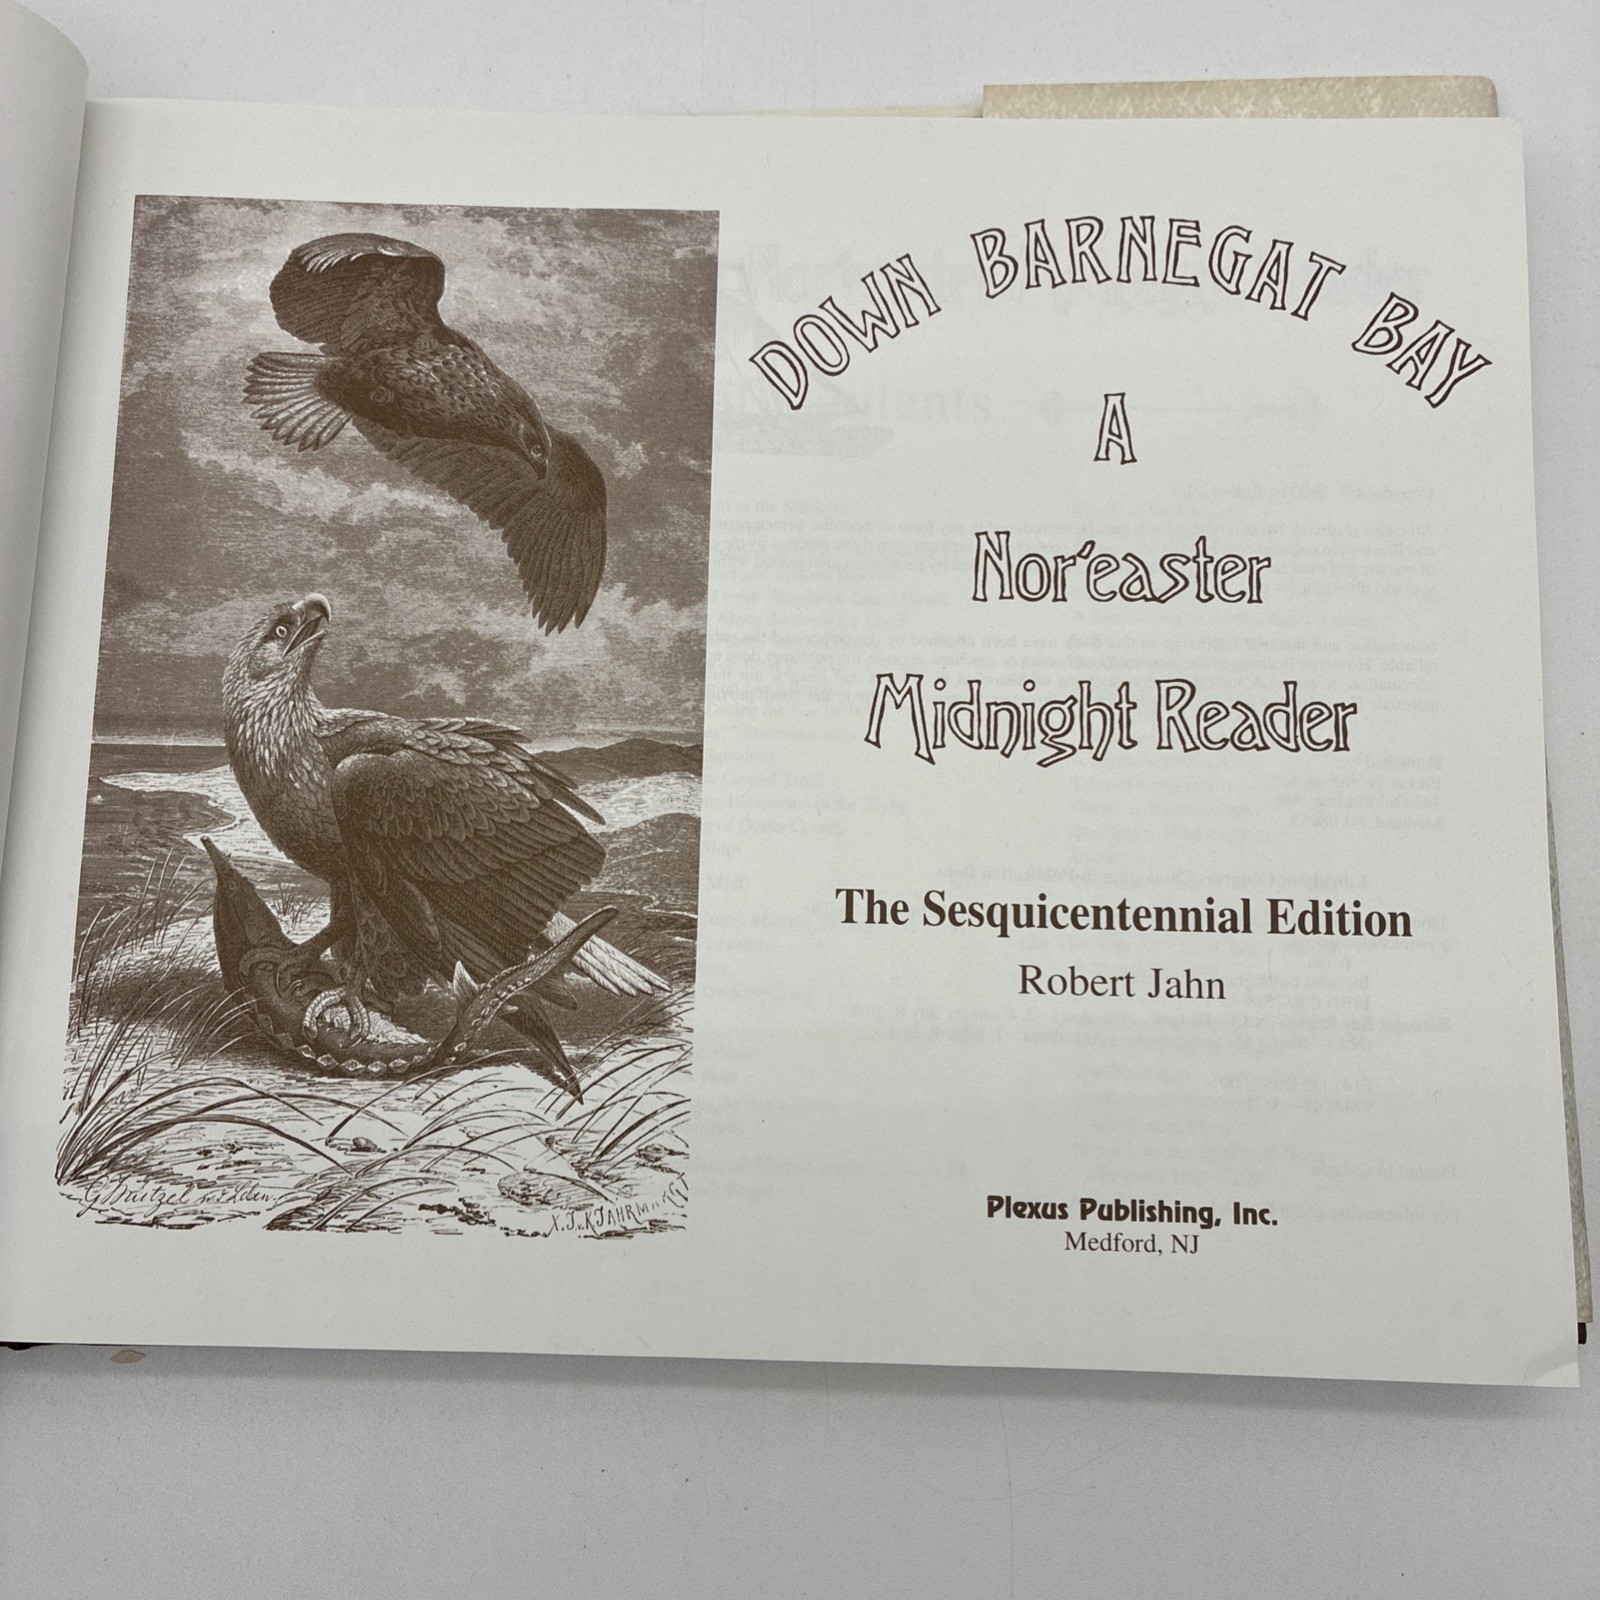 DOWN BARNEGAT BAY
A
Nor'easter
Midnight Reader
The Sesquicentennial Edition
Robert Jahn
Plexus Publishing, Inc.
Medford, NJ